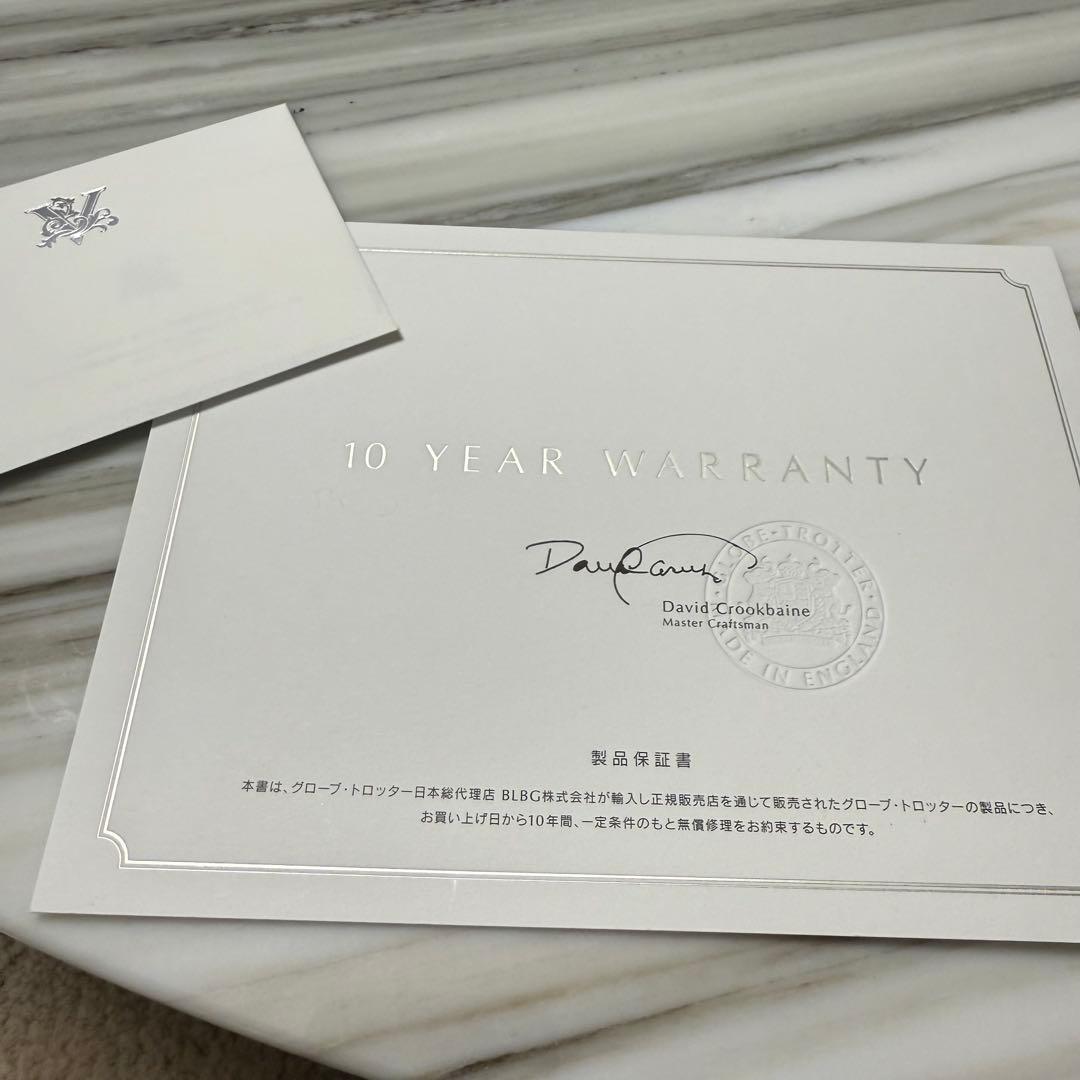 V
10 YEAR WARRANTY
David Crookbaine
Master Craftsman
GLOBE-TROTTER · MADE IN ENGLAND ·
製品保証書
本書は、グローブ・トロッター日本総代理店 BLBG株式会社が輸入し正規販売店を通じて販売されたグローブ・トロッターの製品につき、
お買い上げ日から10年間、一定条件のもと無償修理をお約束するものです。